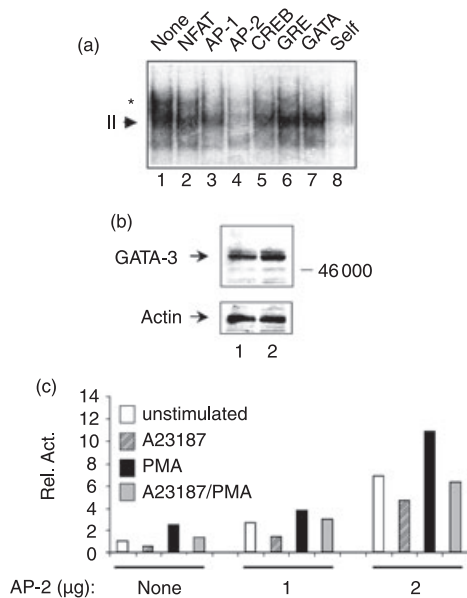 (a)
None NFAT AP-1 AP-2 CREB GRE GATA Self
*
II
1 2 3 4 5 6 7 8
(b)
GATA-3
46 000
Actin
1 2
(c)
14
12
10
8
6
4
2
0
Rel. Act.
unstimulated
A23187
PMA
A23187/PMA
AP-2 (µg): None 1 2